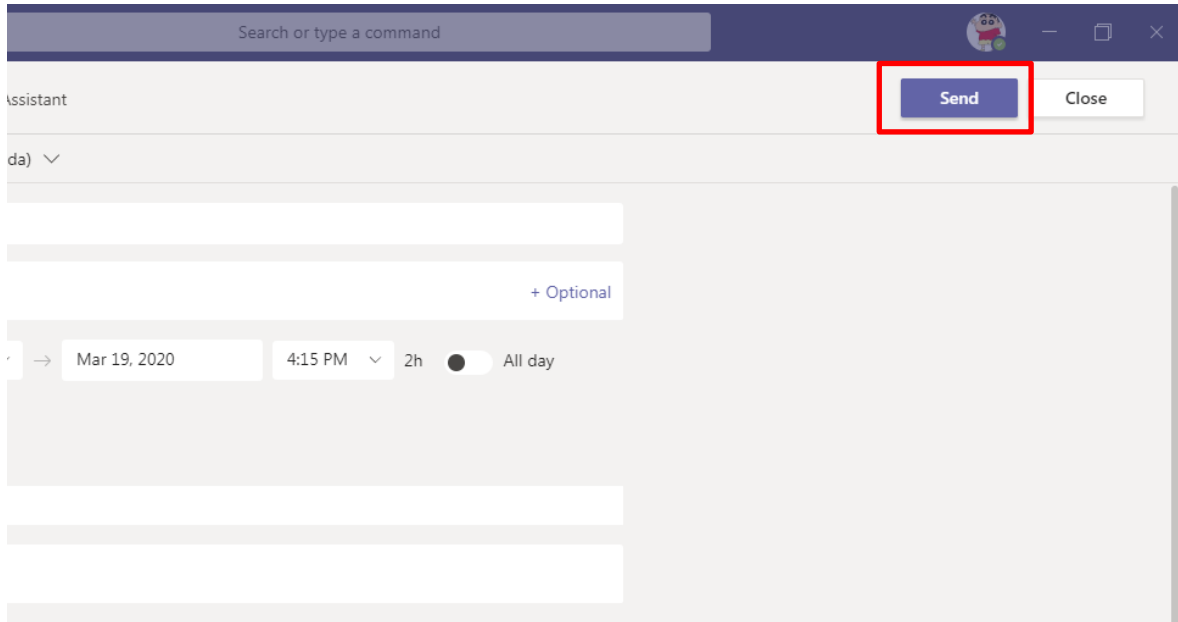 Search or type a command
Assistant
Send
Close
da)
+ Optional
Mar 19, 2020
4:15 PM
2h
All day